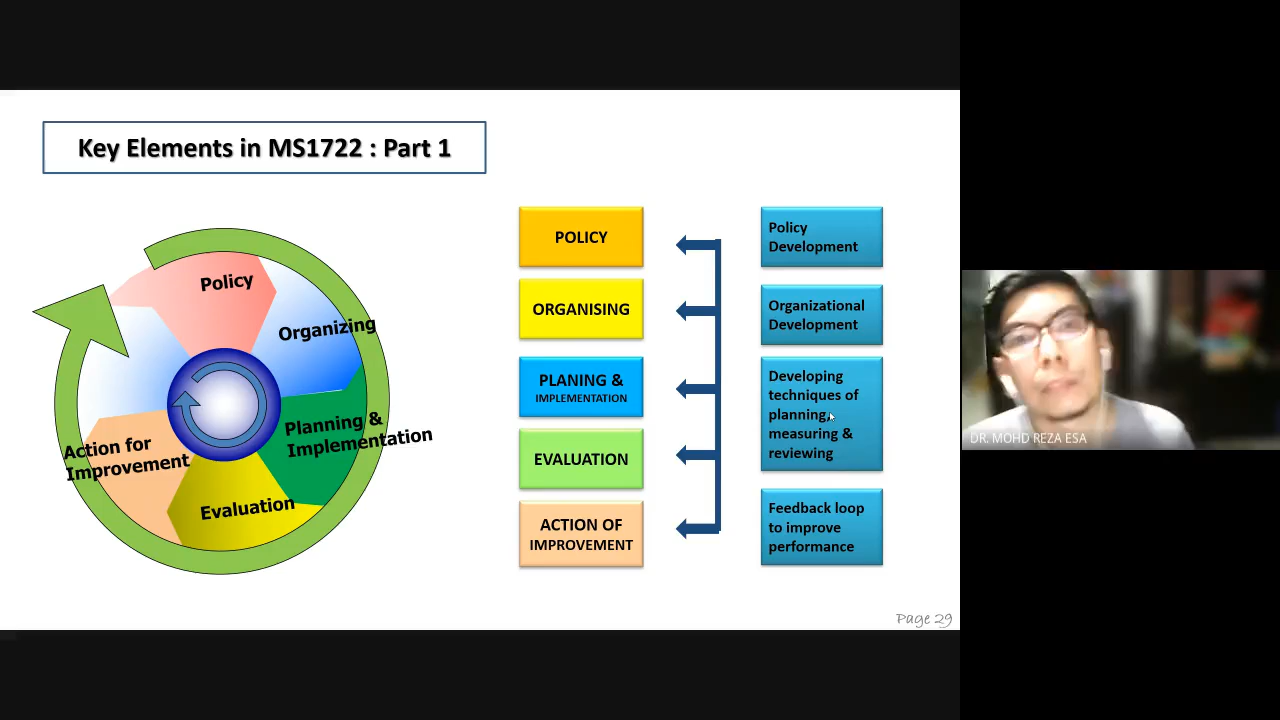 Key Elements in MS1722 : Part 1
Policy
Organizing
Planning &
Implementation
Evaluation
Action for
Improvement
POLICY
ORGANISING
PLANING &
IMPLEMENTATION
EVALUATION
ACTION OF
IMPROVEMENT
Policy
Development
Organizational
Development
Developing
techniques of
planning,
measuring &
reviewing
Feedback loop
to improve
performance
Page 29
DR. MOHD REZA ESA